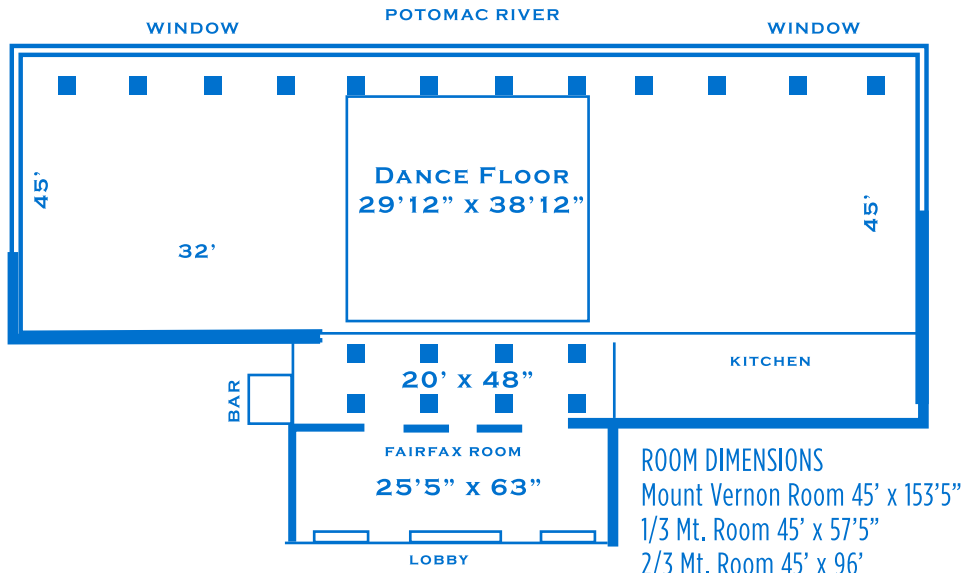 POTOMAC RIVER
WINDOW
WINDOW
DANCE FLOOR
29'12” x 38'12”
45'
45'
32'
KITCHEN
20' x 48”
BAR
FAIRFAX ROOM
25'5” x 63”
LOBBY
ROOM DIMENSIONS
Mount Vernon Room 45' x 153'5”
1/3 Mt. Room 45' x 57'5”
2/3 Mt. Room 45' x 96'